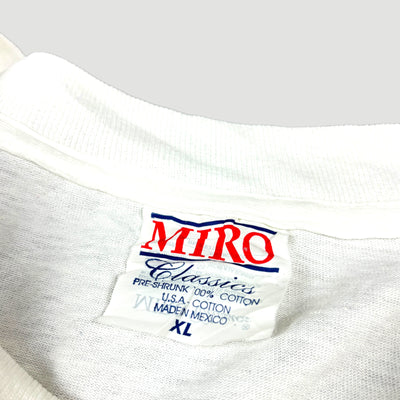 MIRO
Classics
PRE-SHRUNK 100% COTTON
U.S.A. COTTON
MADE IN MEXICO
XL